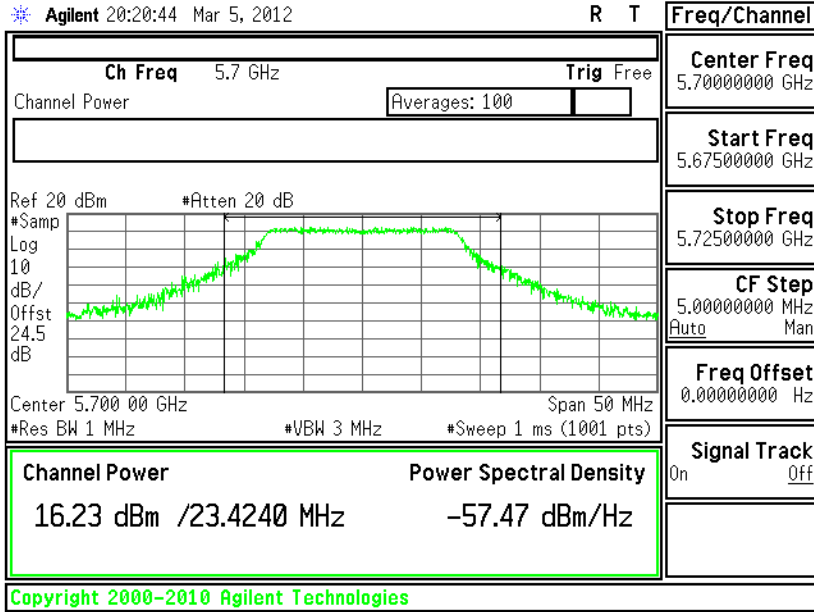 Agilent 20:20:44 Mar 5, 2012 R T
Ch Freq 5.7 GHz Trig Free
Channel Power Averages: 100
Ref 20 dBm #Atten 20 dB
#Samp
Log
10
dB/
Offst
24.5
dB
Center 5.700 00 GHz Span 50 MHz
#Res BW 1 MHz #VBW 3 MHz #Sweep 1 ms (1001 pts)
Channel Power Power Spectral Density
16.23 dBm /23.4240 MHz -57.47 dBm/Hz
Copyright 2000-2010 Agilent Technologies
Freq/Channel
Center Freq
5.70000000 GHz
Start Freq
5.67500000 GHz
Stop Freq
5.72500000 GHz
CF Step
5.00000000 MHz
Auto Man
Freq Offset
0.00000000 Hz
Signal Track
On Off